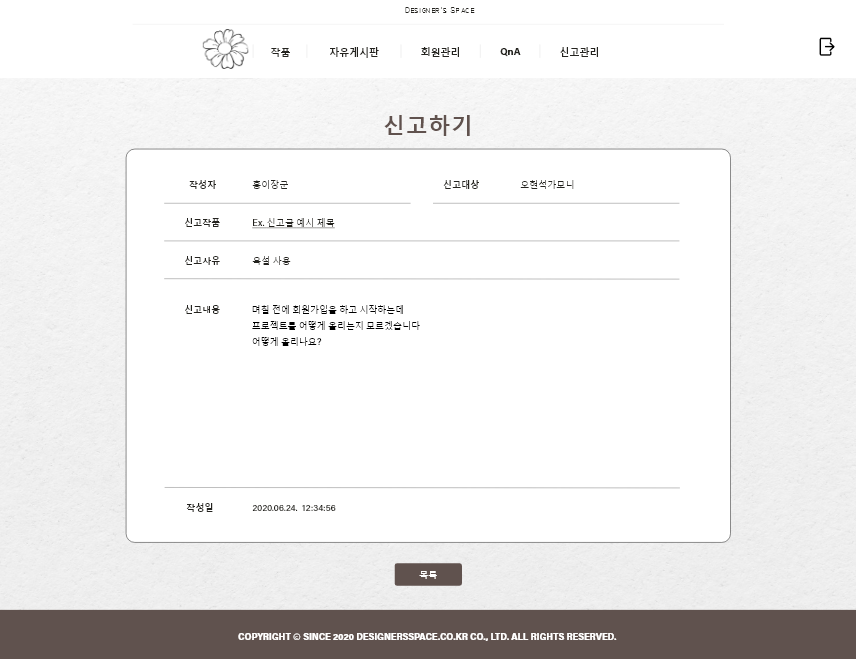 Designer's Space
작품 자유게시판 회원관리 QnA 신고관리
신고하기
작성자 홍이장군 신고대상 오현석가모니
신고작품 Ex. 신고글 예시 제목
신고사유 욕설 사용
신고내용 며칠 전에 회원가입을 하고 시작하는데
프로젝트를 어떻게 올리는지 모르겠습니다
어떻게 올리나요?
작성일 2020.06.24. 12:34:56
목록
COPYRIGHT © SINCE 2020 DESIGNERSSPACE.CO.KR CO., LTD. ALL RIGHTS RESERVED.